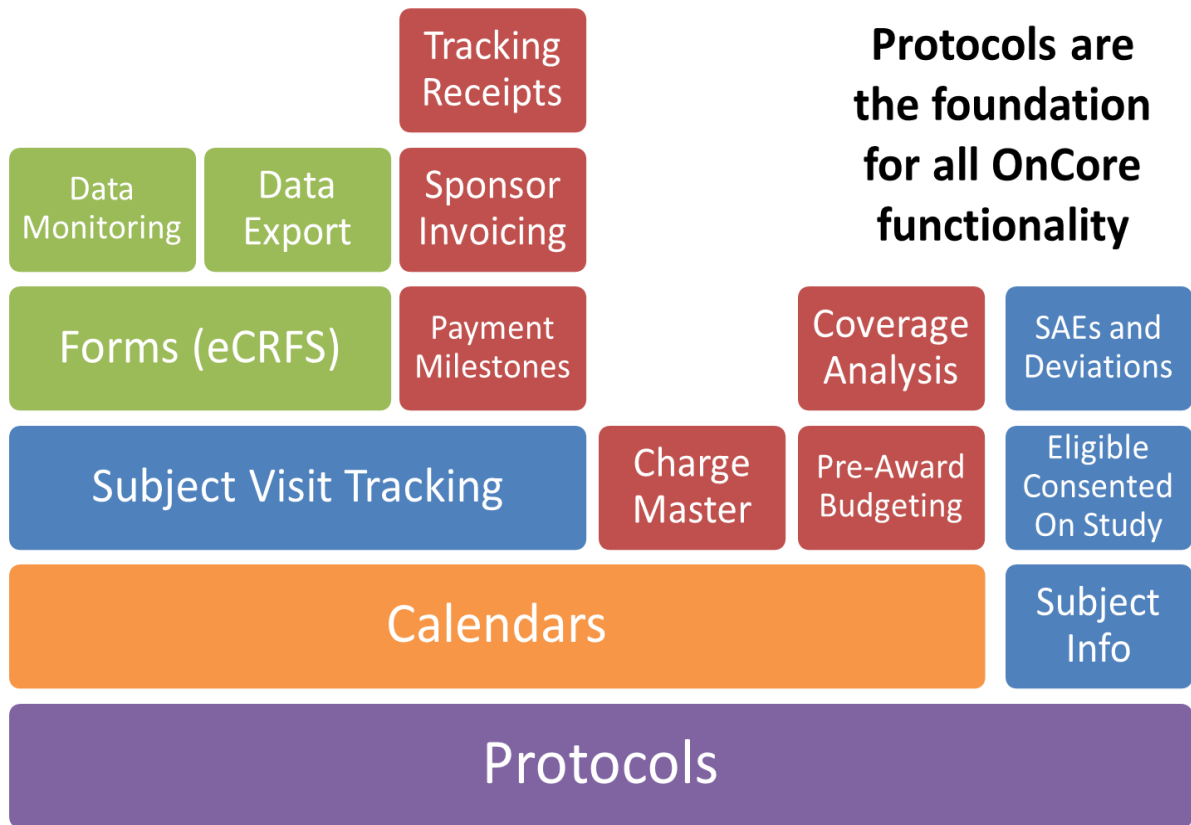 Tracking
Receipts
Protocols are
the foundation
for all OnCore
functionality
Data
Monitoring
Data
Export
Sponsor
Invoicing
Forms (eCRFS)
Payment
Milestones
Coverage
Analysis
SAEs and
Deviations
Subject Visit Tracking
Charge
Master
Pre-Award
Budgeting
Eligible
Consented
On Study
Calendars
Subject
Info
Protocols